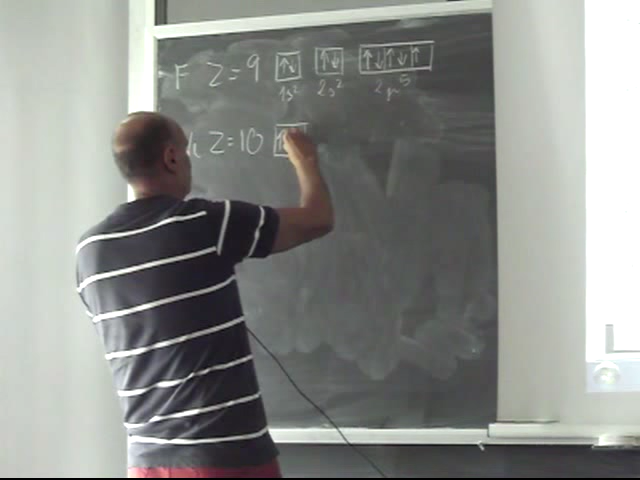 F Z=9 ↑↓ ↑↓ ↑↓ ↑↓ ↑
1s² 2s² 2p⁵
Z=10